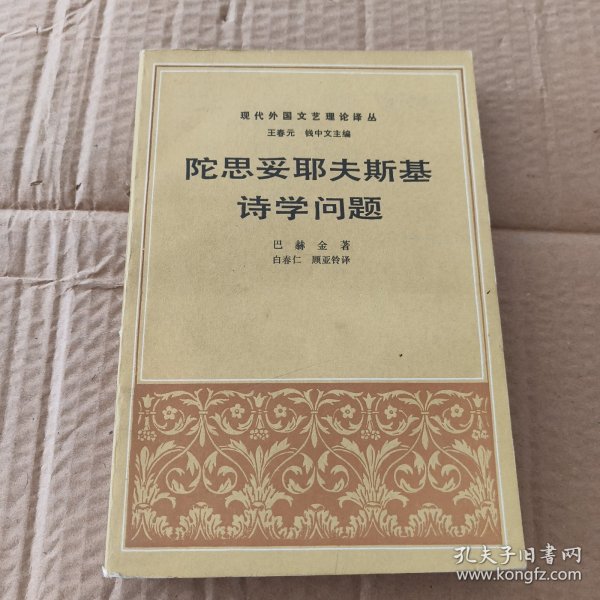 现代外国文艺理论译丛
王春元 钱中文主编
陀思妥耶夫斯基
诗学问题
巴赫金著
白春仁 顾亚铃译
孔夫子旧书网
www.kongfz.com